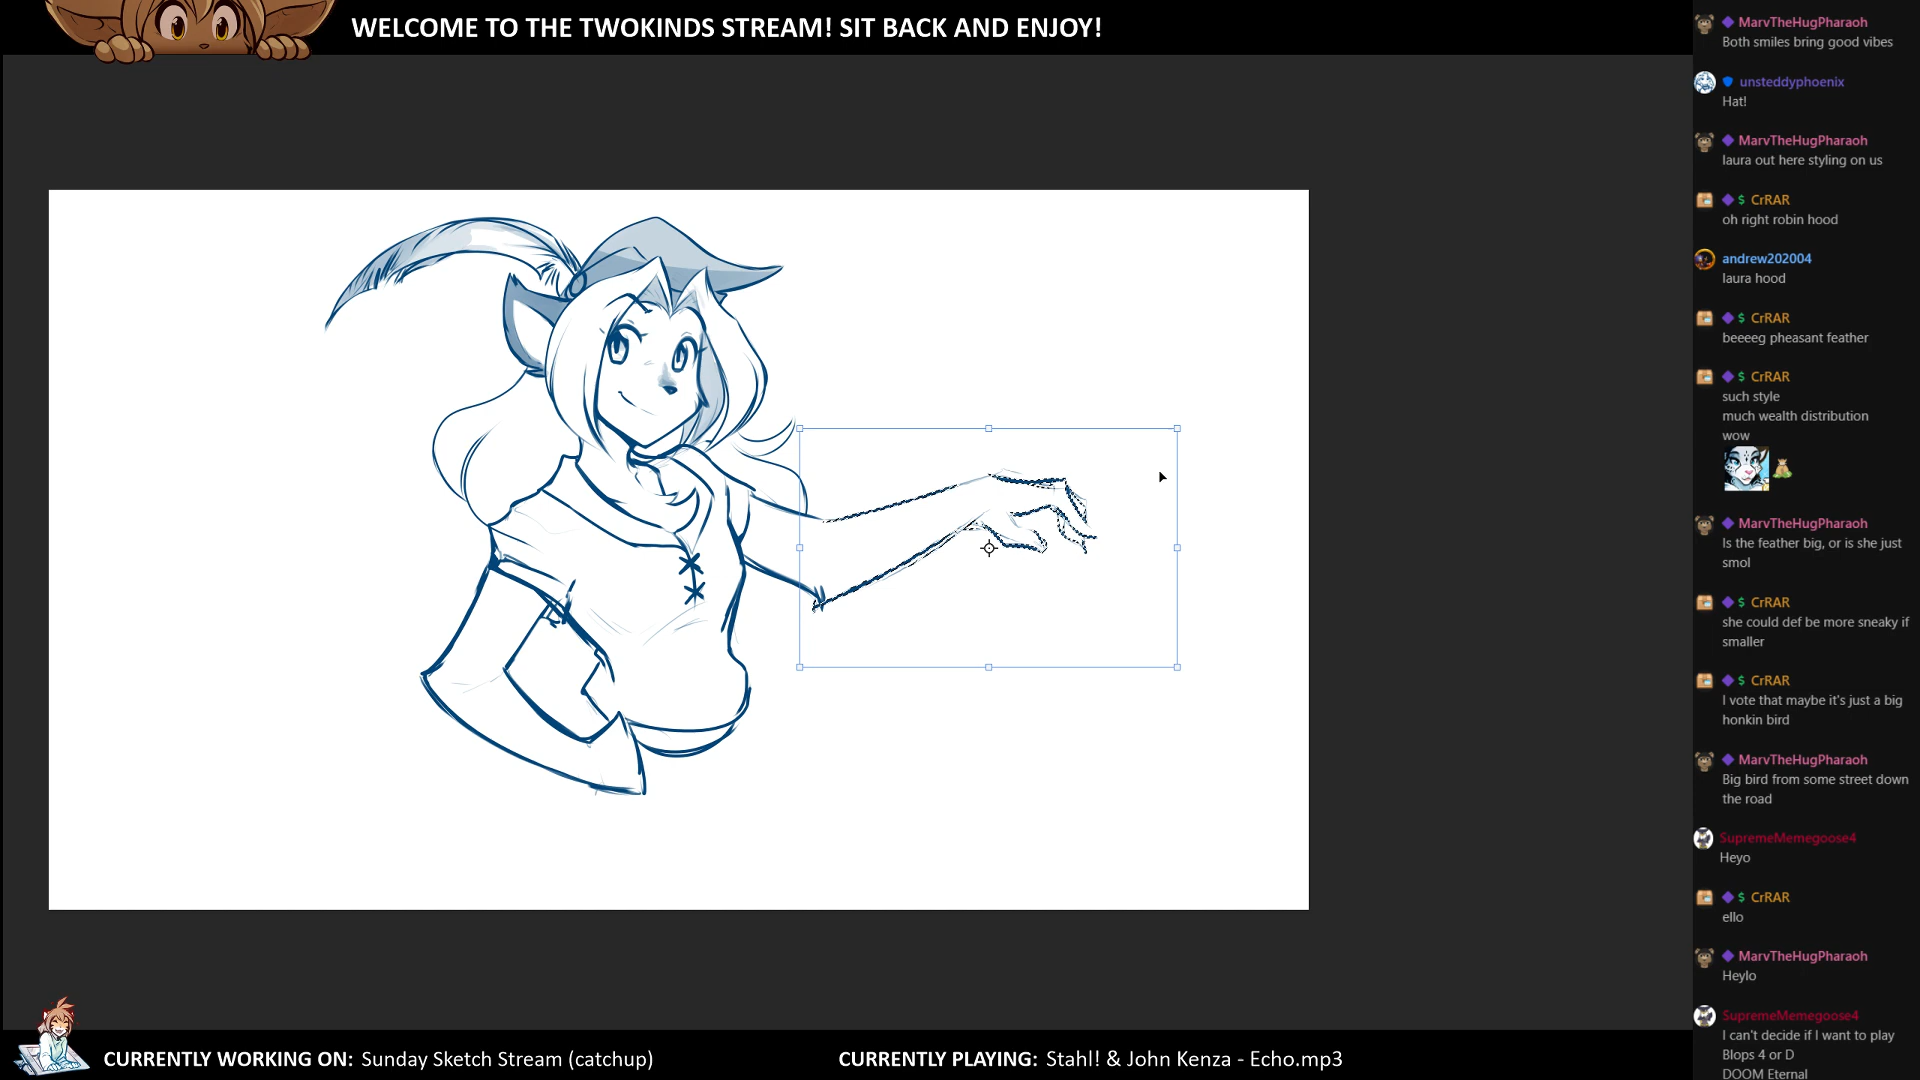 WELCOME TO THE TWOKINDS STREAM! SIT BACK AND ENJOY!
MarvTheHugPharaoh
Both smiles bring good vibes
unsteddyphoenix
Hat!
MarvTheHugPharaoh
laura out here styling on us
$ CrRAR
oh right robin hood
andrew202004
laura hood
$ CrRAR
beeeeg pheasant feather
$ CrRAR
such style
much wealth distribution
wow
MarvTheHugPharaoh
Is the feather big, or is she just
smol
$ CrRAR
she could def be more sneaky if
smaller
$ CrRAR
I vote that maybe it's just a big
honkin bird
MarvTheHugPharaoh
Big bird from some street down
the road
SupremeMemegoose4
Heyo
$ CrRAR
ello
MarvTheHugPharaoh
Heylo
SupremeMemegoose4
I can't decide if I want to play
Blops 4 or D
DOOM Eternal
CURRENTLY WORKING ON: Sunday Sketch Stream (catchup)
CURRENTLY PLAYING: Stahl! & John Kenza - Echo.mp3